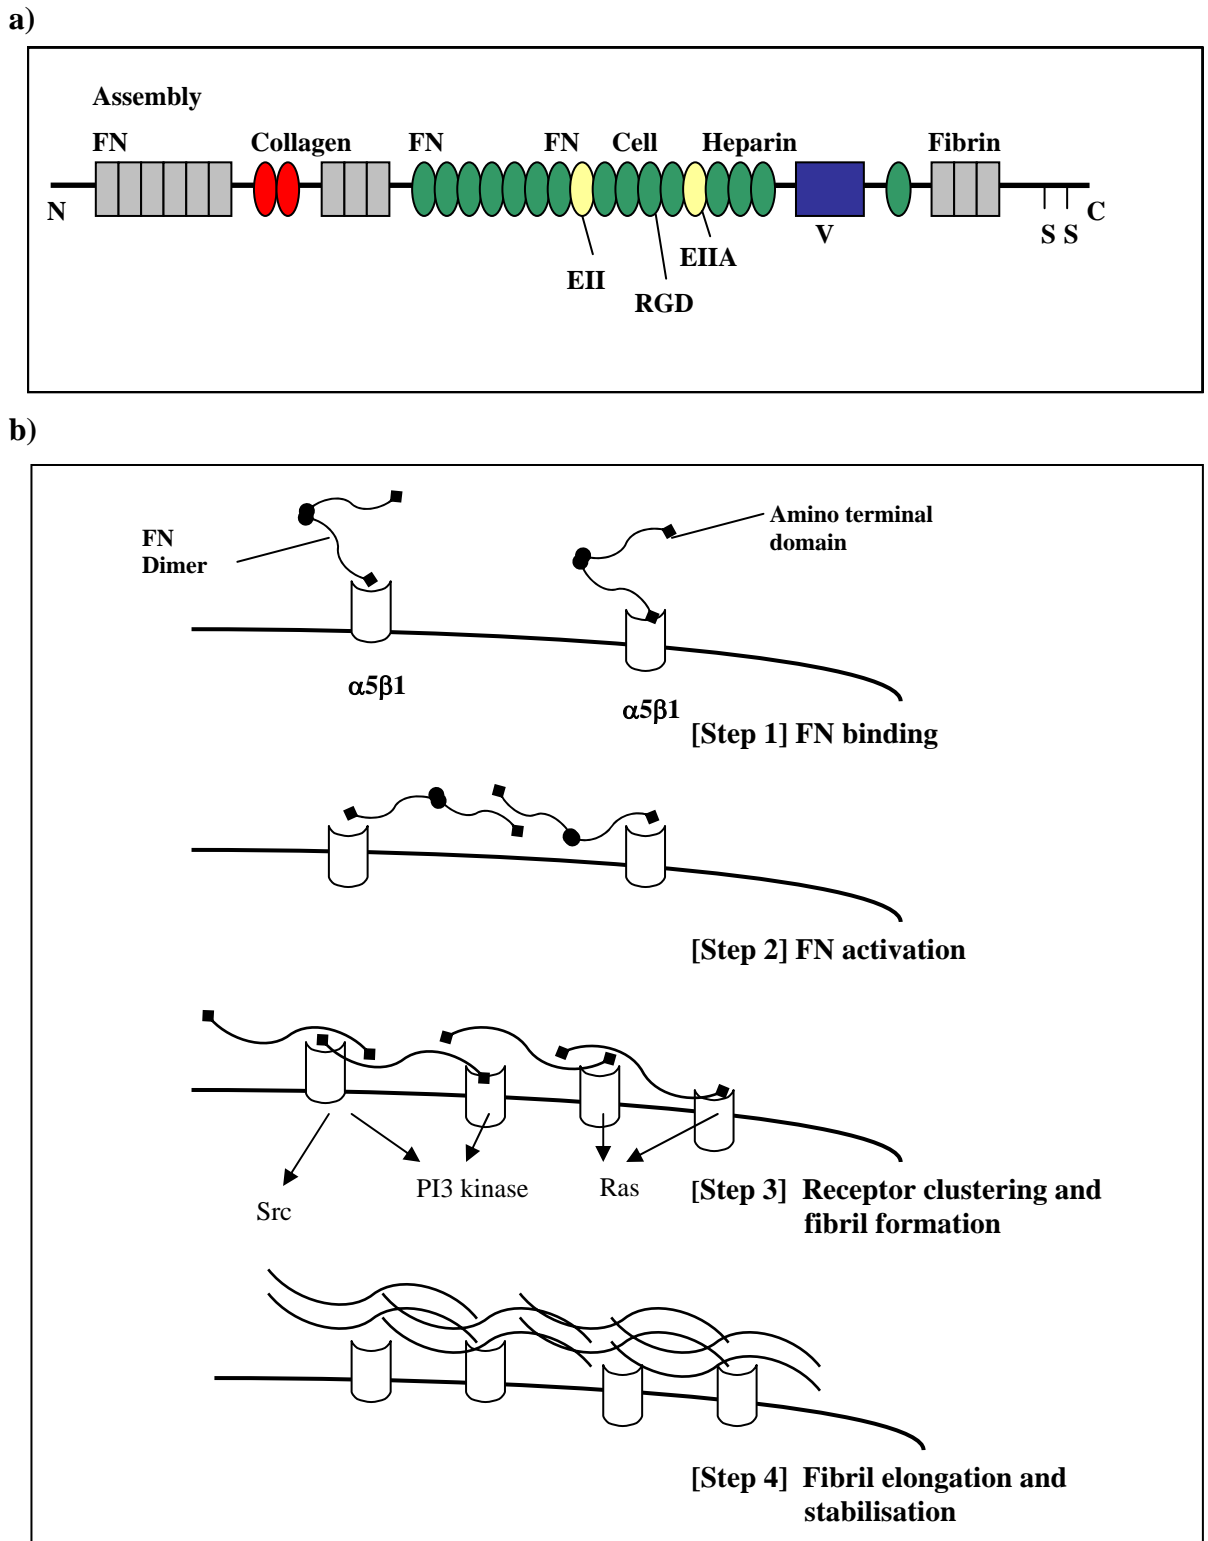 a)
Assembly
FN Collagen FN FN Cell Heparin Fibrin
N C
V S S
EII EIIA
RGD
b)
FN
Dimer
Amino terminal
domain
α5β1
α5β1
[Step 1] FN binding
[Step 2] FN activation
Src
PI3 kinase
Ras
[Step 3] Receptor clustering and
fibril formation
[Step 4] Fibril elongation and
stabilisation